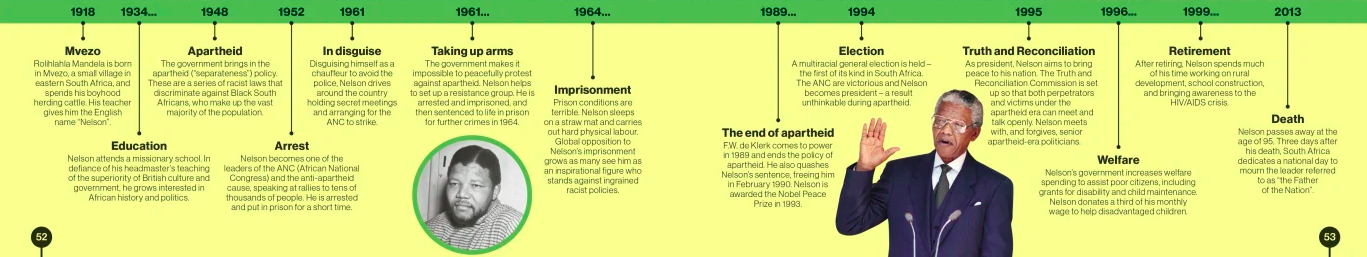 1918
1934...
1948
1952
1961
1961...
1964...
1989...
1994
1995
1996...
1999...
2013
Mvezo
Rolihlahla Mandela is born
in Mvezo, a small village in
eastern South Africa, and
spends his boyhood
herding cattle. His teacher
gives him the English
name “Nelson”.
Education
Nelson attends a missionary school. In
defiance of his headmaster’s teaching
of the superiority of British culture and
government, he grows interested in
African history and politics.
Apartheid
The government brings in the
apartheid (“separateness”) policy.
These are a series of racist laws that
discriminate against Black South
Africans, who make up the vast
majority of the population.
Arrest
Nelson becomes one of the
leaders of the ANC (African National
Congress) and the anti-apartheid
cause, speaking at rallies to tens of
thousands of people. He is arrested
and put in prison for a short time.
In disguise
Disguising himself as a
chauffeur to avoid the
police, Nelson drives
around the country
holding secret meetings
and arranging for the
ANC to strike.
Taking up arms
The government makes it
impossible to peacefully protest
against apartheid. Nelson helps
to set up a resistance group. He is
arrested and imprisoned, and
then sentenced to life in prison
for further crimes in 1964.
Imprisonment
Prison conditions are
terrible. Nelson sleeps
on a straw mat and carries
out hard physical labour.
Global opposition to
Nelson’s imprisonment
grows as many see him as
an inspirational figure who
stands against ingrained
racist policies.
The end of apartheid
F.W. de Klerk comes to power
in 1989 and ends the policy of
apartheid. He also quashes
Nelson’s sentence, freeing him
in February 1990. Nelson is
awarded the Nobel Peace
Prize in 1993.
Election
A multiracial general election is held –
the first of its kind in South Africa.
The ANC are victorious and Nelson
becomes president – a result
unthinkable during apartheid.
Truth and Reconciliation
As president, Nelson aims to bring
peace to his nation. The Truth and
Reconciliation Commission is set
up so that both perpetrators
and victims under the
apartheid era can meet and
talk openly. Nelson meets
with, and forgives, senior
apartheid-era politicians.
Welfare
Nelson’s government increases welfare
spending to assist poor citizens, including
grants for disability and child maintenance.
Nelson donates a third of his monthly
wage to help disadvantaged children.
Retirement
After retiring, Nelson spends much
of his time working on rural
development, school construction,
and bringing awareness to the
HIV/AIDS crisis.
Death
Nelson passes away at the
age of 95. Three days after
his death, South Africa
dedicates a national day to
mourn the leader referred
to as “the Father
of the Nation”.
52
53